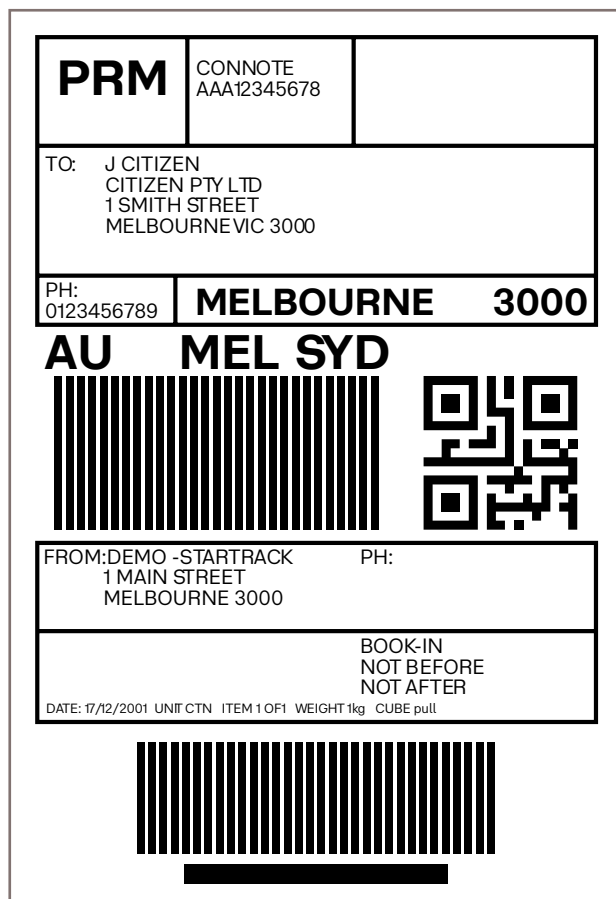 PRM
CONNOTE
AAA12345678
TO: J CITIZEN
CITIZEN PTY LTD
1 SMITH STREET
MELBOURNE VIC 3000
PH:
0123456789
MELBOURNE 3000
AU MEL SYD
FROM:DEMO -STARTRACK
1 MAIN STREET
MELBOURNE 3000
PH:
BOOK-IN
NOT BEFORE
NOT AFTER
DATE: 17/12/2001 UNIT CTN ITEM 1 OF1 WEIGHT 1kg CUBE pull